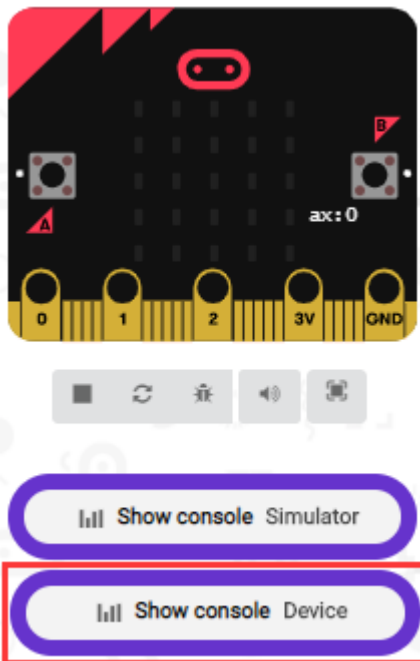 B
A
ax:0
0 1 2 3V GND
Show console Simulator
Show console Device